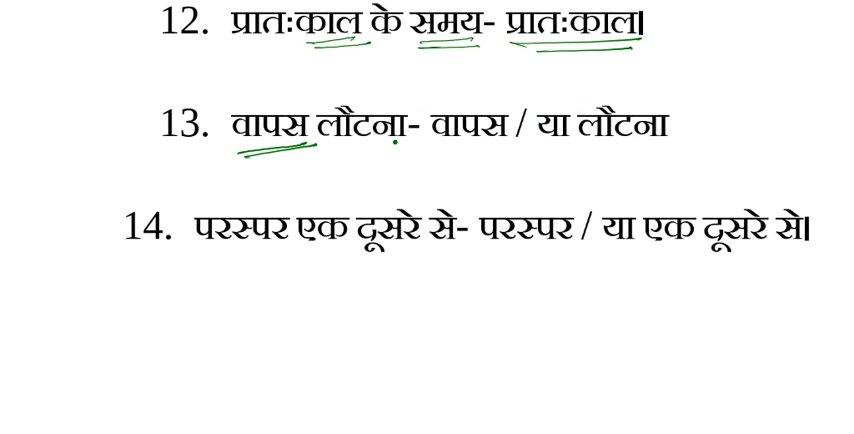 12. प्रातःकाल के समय- प्रातःकाल।
13. वापस लौटना- वापस / या लौटना
14. परस्पर एक दूसरे से- परस्पर / या एक दूसरे से।